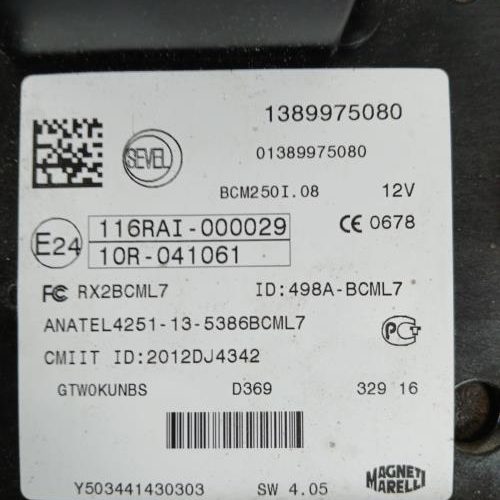 1389975080
SEVEL
01389975080
BCM250I.08 12V
E24
116RAI-000029
10R-041061
CE 0678
FC RX2BCML7 ID:498A-BCML7
ANATEL4251-13-5386BCML7
CMIIT ID:2012DJ4342
GTW0KUNBS D369 329 16
Y503441430303 SW 4.05
MAGNETI
MARELLI